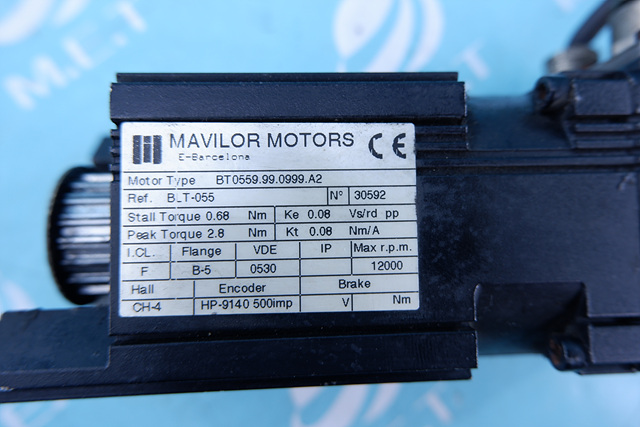 M.E.T
MAVILOR MOTORS
E-Barcelona
CE
Motor Type BT0559.99.0999.A2
Ref. BLT-055 N° 30592
Stall Torque 0.68 Nm Ke 0.08 Vs/rd pp
Peak Torque 2.8 Nm Kt 0.08 Nm/A
I.CL. Flange VDE IP Max r.p.m.
F B-5 0530 12000
Hall Encoder Brake
CH-4 HP-9140 500imp V Nm